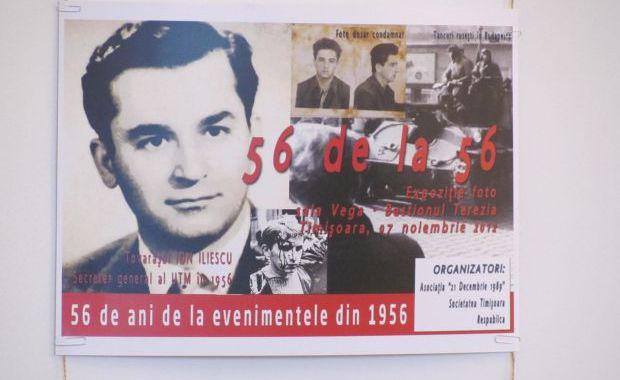 Foto dosar condamnat
Tancuri rusești în Budapesta
56 de la 56
Expoziție foto
sala Vega - Bastionul Terezia
Timișoara, 07 noiembrie 2012
Tovarășul ION ILIESCU
Secretar general al UTM în 1956
ORGANIZATORI:
Asociația "21 Decembrie 1989"
Societatea Timișoara
Respublica
56 de ani de la evenimentele din 1956